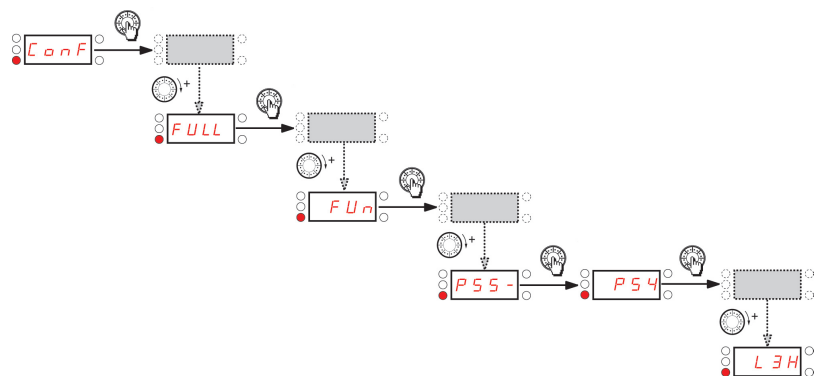 ConF
+
FULL
+
FUn
+
PSS-
PS4
+
L3H